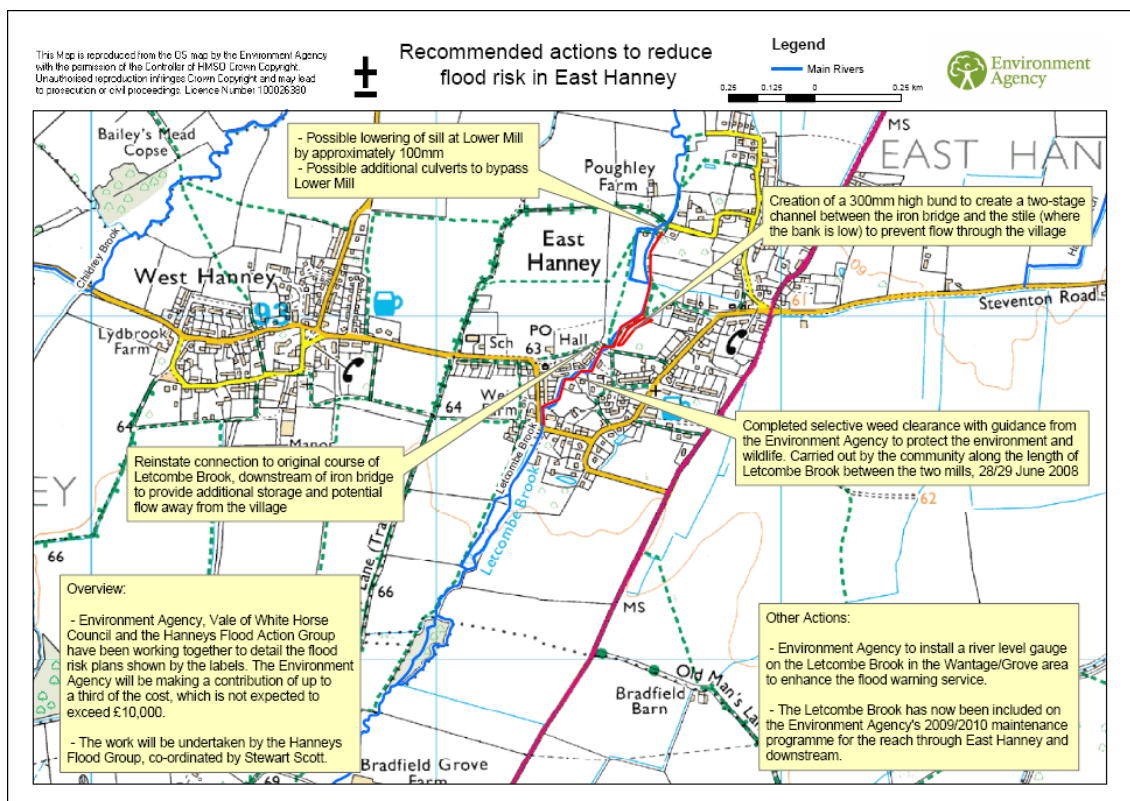 This Map is reproduced from the OS map by the Environment Agency
with the permission of the Controller of HMSO Crown Copyright.
Unauthorised reproduction infringes Crown Copyright and may lead
to prosecution or civil proceedings. Licence Number 100026380
Recommended actions to reduce
flood risk in East Hanney
Legend
Main Rivers
0.25 0.125 0 0.25 km
Environment
Agency
Bailey's Mead
Copse
- Possible lowering of sill at Lower Mill
by approximately 100mm
- Possible additional culverts to bypass
Lower Mill
Poughley
Farm
MS
EAST HAN
Creation of a 300mm high bund to create a two-stage
channel between the iron bridge and the stile (where
the bank is low) to prevent flow through the village
East
Hanney
Childrey Brook
West Hanney
03
60
61
Steventon Road
Lydbrook
Farm
PO
63
Hall
Sch
64
64
Letcombe Brook
Manor
Reinstate connection to original course of
Letcombe Brook, downstream of iron bridge
to provide additional storage and potential
flow away from the village
Completed selective weed clearance with guidance from
the Environment Agency to protect the environment and
wildlife. Carried out by the community along the length of
Letcombe Brook between the two mills, 28/29 June 2008
EY
62
Letcombe Brook
66
Lane (Tra
66
MS
Overview:
- Environment Agency, Vale of White Horse
Council and the Hanneys Flood Action Group
have been working together to detail the flood
risk plans shown by the labels. The Environment
Agency will be making a contribution of up to
a third of the cost, which is not expected to
exceed £10,000.
- The work will be undertaken by the Hanneys
Flood Group, co-ordinated by Stewart Scott.
Other Actions:
- Environment Agency to install a river level gauge
on the Letcombe Brook in the Wantage/Grove area
to enhance the flood warning service.
- The Letcombe Brook has now been included on
the Environment Agency's 2009/2010 maintenance
programme for the reach through East Hanney and
downstream.
Old Man's La
Bradfield
Barn
Bradfield Grove
Farm
69